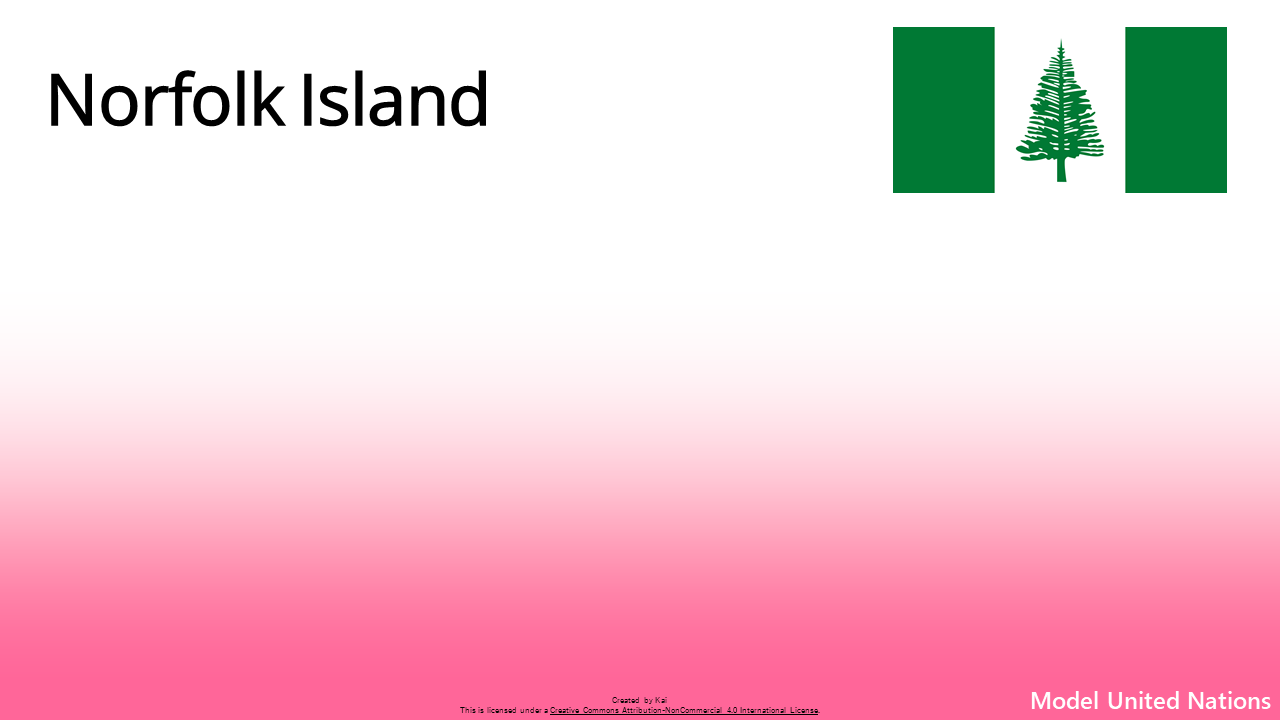 Norfolk Island
Created by Kai
This is licensed under a Creative Commons Attribution-NonCommercial 4.0 International License.
Model United Nations